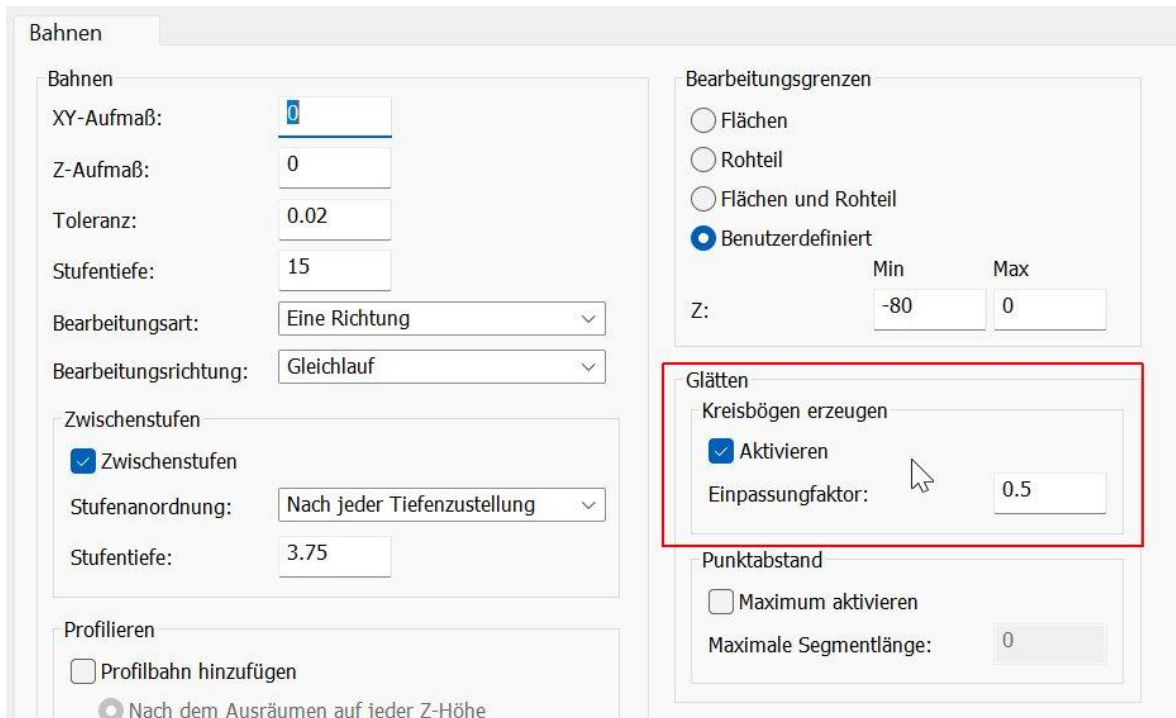 Bahnen
Bahnen
XY-Aufmaß: 0
Z-Aufmaß: 0
Toleranz: 0.02
Stufentiefe: 15
Bearbeitungsart: Eine Richtung
Bearbeitungsrichtung: Gleichlauf
Zwischenstufen
Zwischenstufen
Stufenanordnung: Nach jeder Tiefenzustellung
Stufentiefe: 3.75
Profilieren
Profilbahn hinzufügen
Nach dem Ausräumen auf jeder Z-Höhe
Bearbeitungsgrenzen
Flächen
Rohteil
Flächen und Rohteil
Benutzerdefiniert
Min Max
Z: -80 0
Glätten
Kreisbögen erzeugen
Aktivieren
Einpassungfaktor: 0.5
Punktabstand
Maximum aktivieren
Maximale Segmentlänge: 0